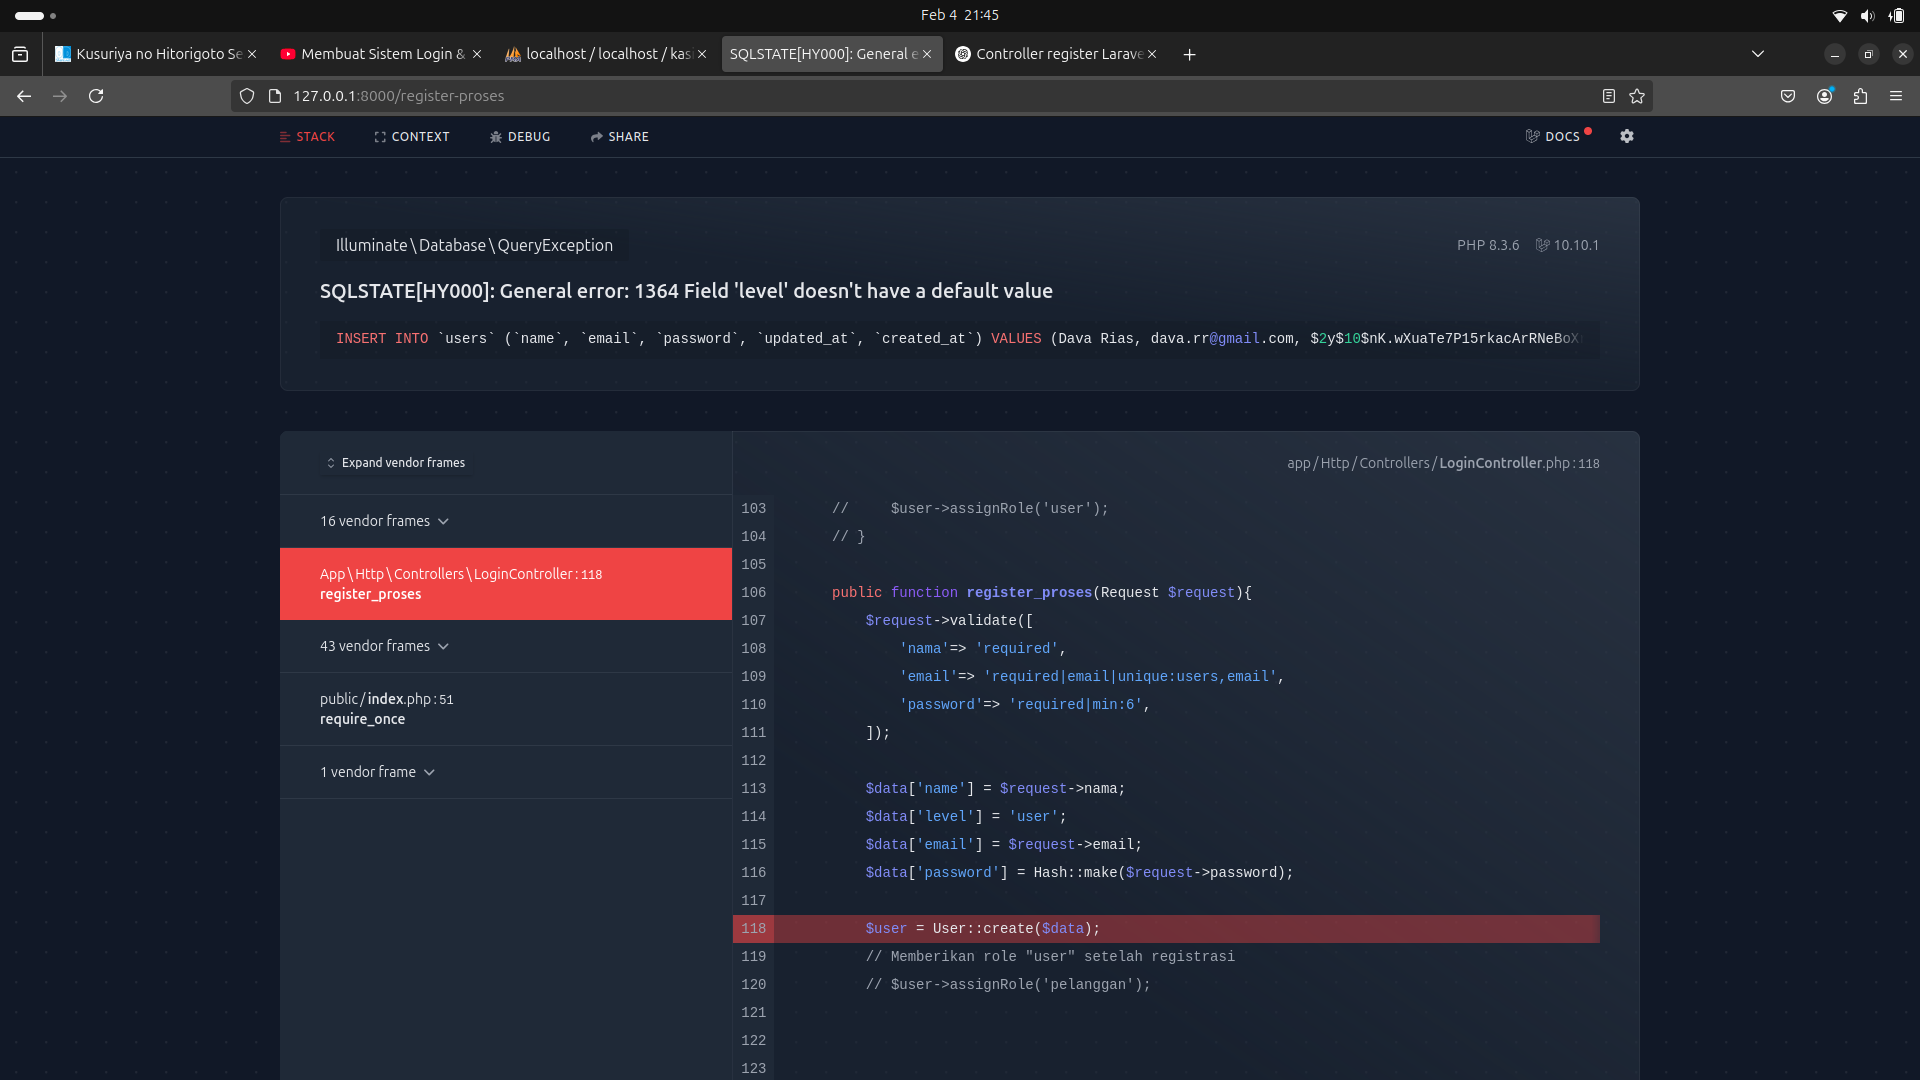 Feb 4 21:45
Kusuriya no Hitorigoto Se
Membuat Sistem Login &
localhost / localhost / kas
SQLSTATE[HY000]: General e
Controller register Larave
127.0.0.1:8000/register-proses
STACK
CONTEXT
DEBUG
SHARE
DOCS
Illuminate\Database\QueryException
PHP 8.3.6
10.10.1
SQLSTATE[HY000]: General error: 1364 Field 'level' doesn't have a default value
INSERT INTO `users` (`name`, `email`, `password`, `updated_at`, `created_at`) VALUES (Dava Rias, dava.rr@gmail.com, $2y$10$nK.wXuaTe7P15rkacArRNeBoX
Expand vendor frames
16 vendor frames
App\Http\Controllers\LoginController:118
register_proses
43 vendor frames
public/index.php:51
require_once
1 vendor frame
app/Http/Controllers/LoginController.php:118
103 //     $user->assignRole('user');
104 // }
105
106 public function register_proses(Request $request){
107     $request->validate([
108         'nama'=> 'required',
109         'email'=> 'required|email|unique:users,email',
110         'password'=> 'required|min:6',
111     ]);
112
113     $data['name'] = $request->nama;
114     $data['level'] = 'user';
115     $data['email'] = $request->email;
116     $data['password'] = Hash::make($request->password);
117
118     $user = User::create($data);
119     // Memberikan role "user" setelah registrasi
120     // $user->assignRole('pelanggan');
121
122
123